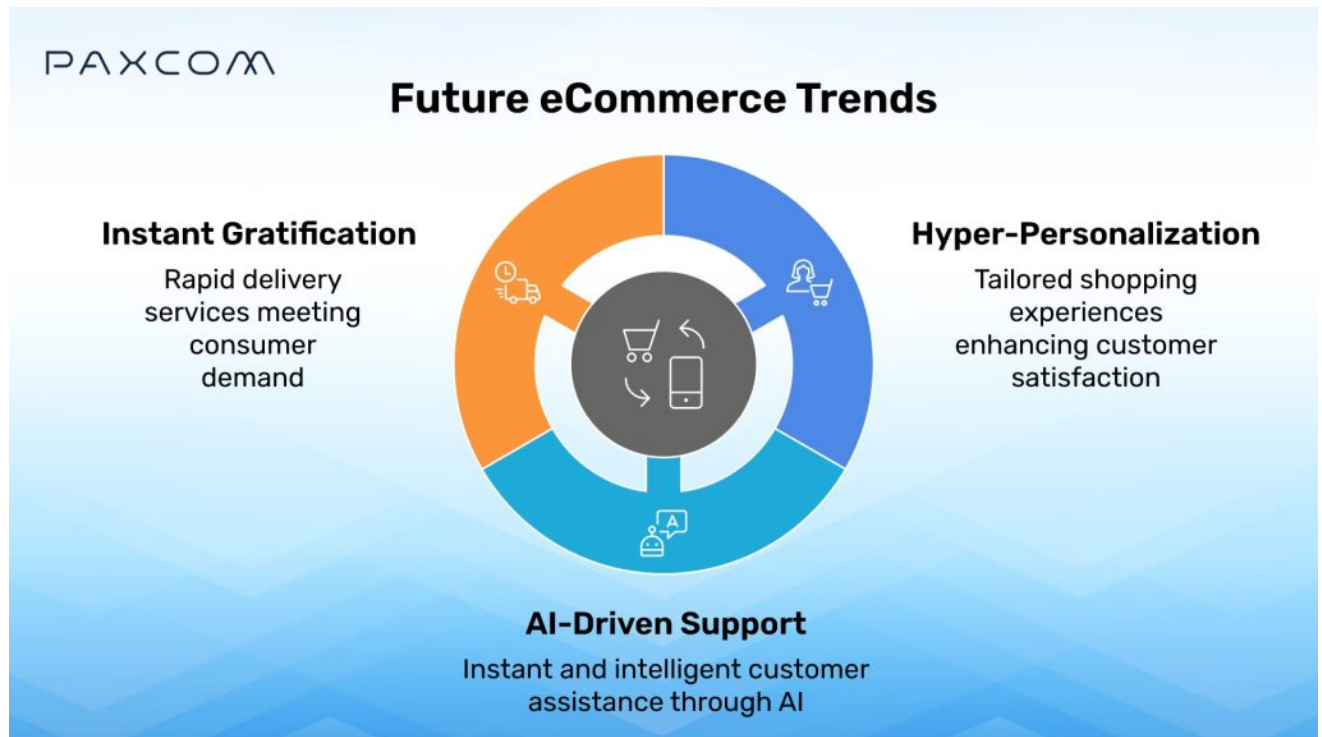 PAXCOM
Future eCommerce Trends
Instant Gratification
Rapid delivery
services meeting
consumer
demand
Hyper-Personalization
Tailored shopping
experiences
enhancing customer
satisfaction
A
AI-Driven Support
Instant and intelligent customer
assistance through AI